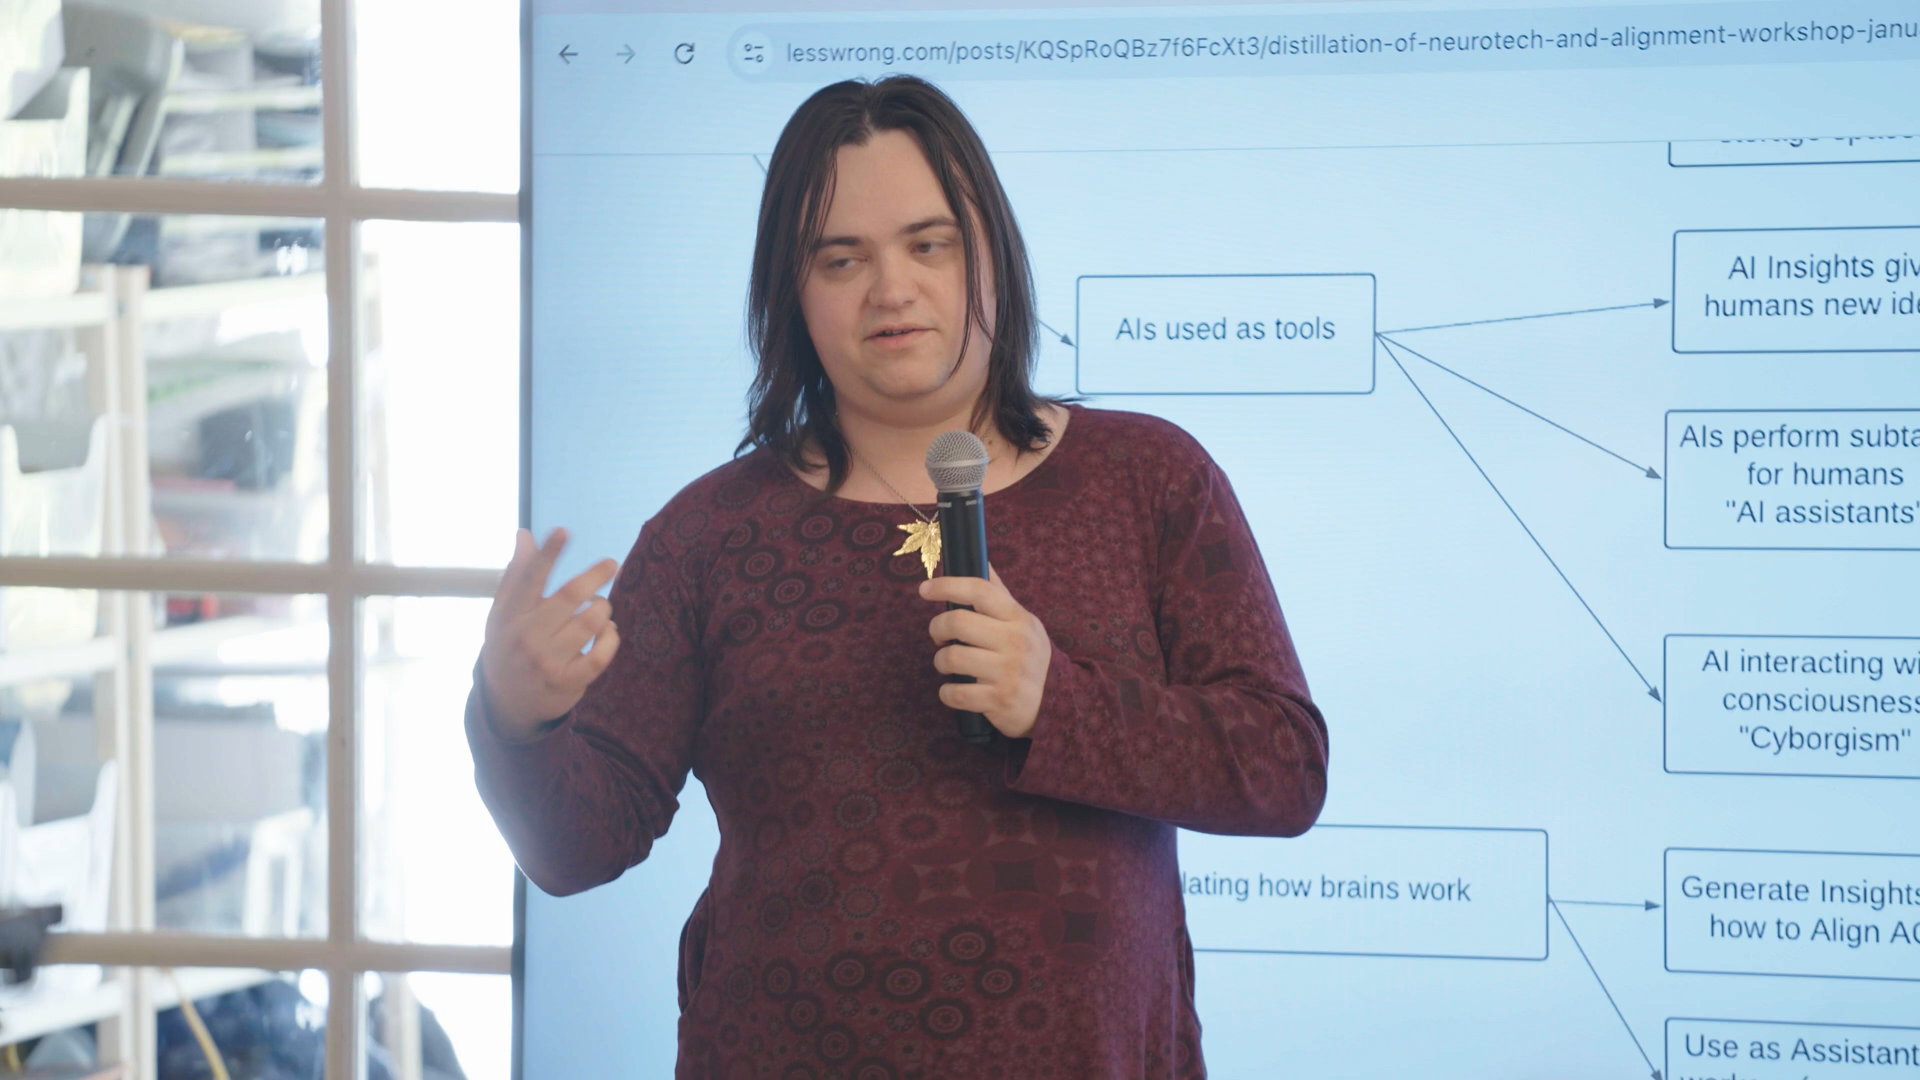 lesswrong.com/posts/KQSpRoQBz7f6FcXt3/distillation-of-neurotech-and-alignment-workshop-janu
AIs used as tools
AI Insights giv
humans new ide
AIs perform subta
for humans
"AI assistants"
AI interacting wi
consciousness
"Cyborgism"
lating how brains work
Generate Insights
how to Align AG
Use as Assistant